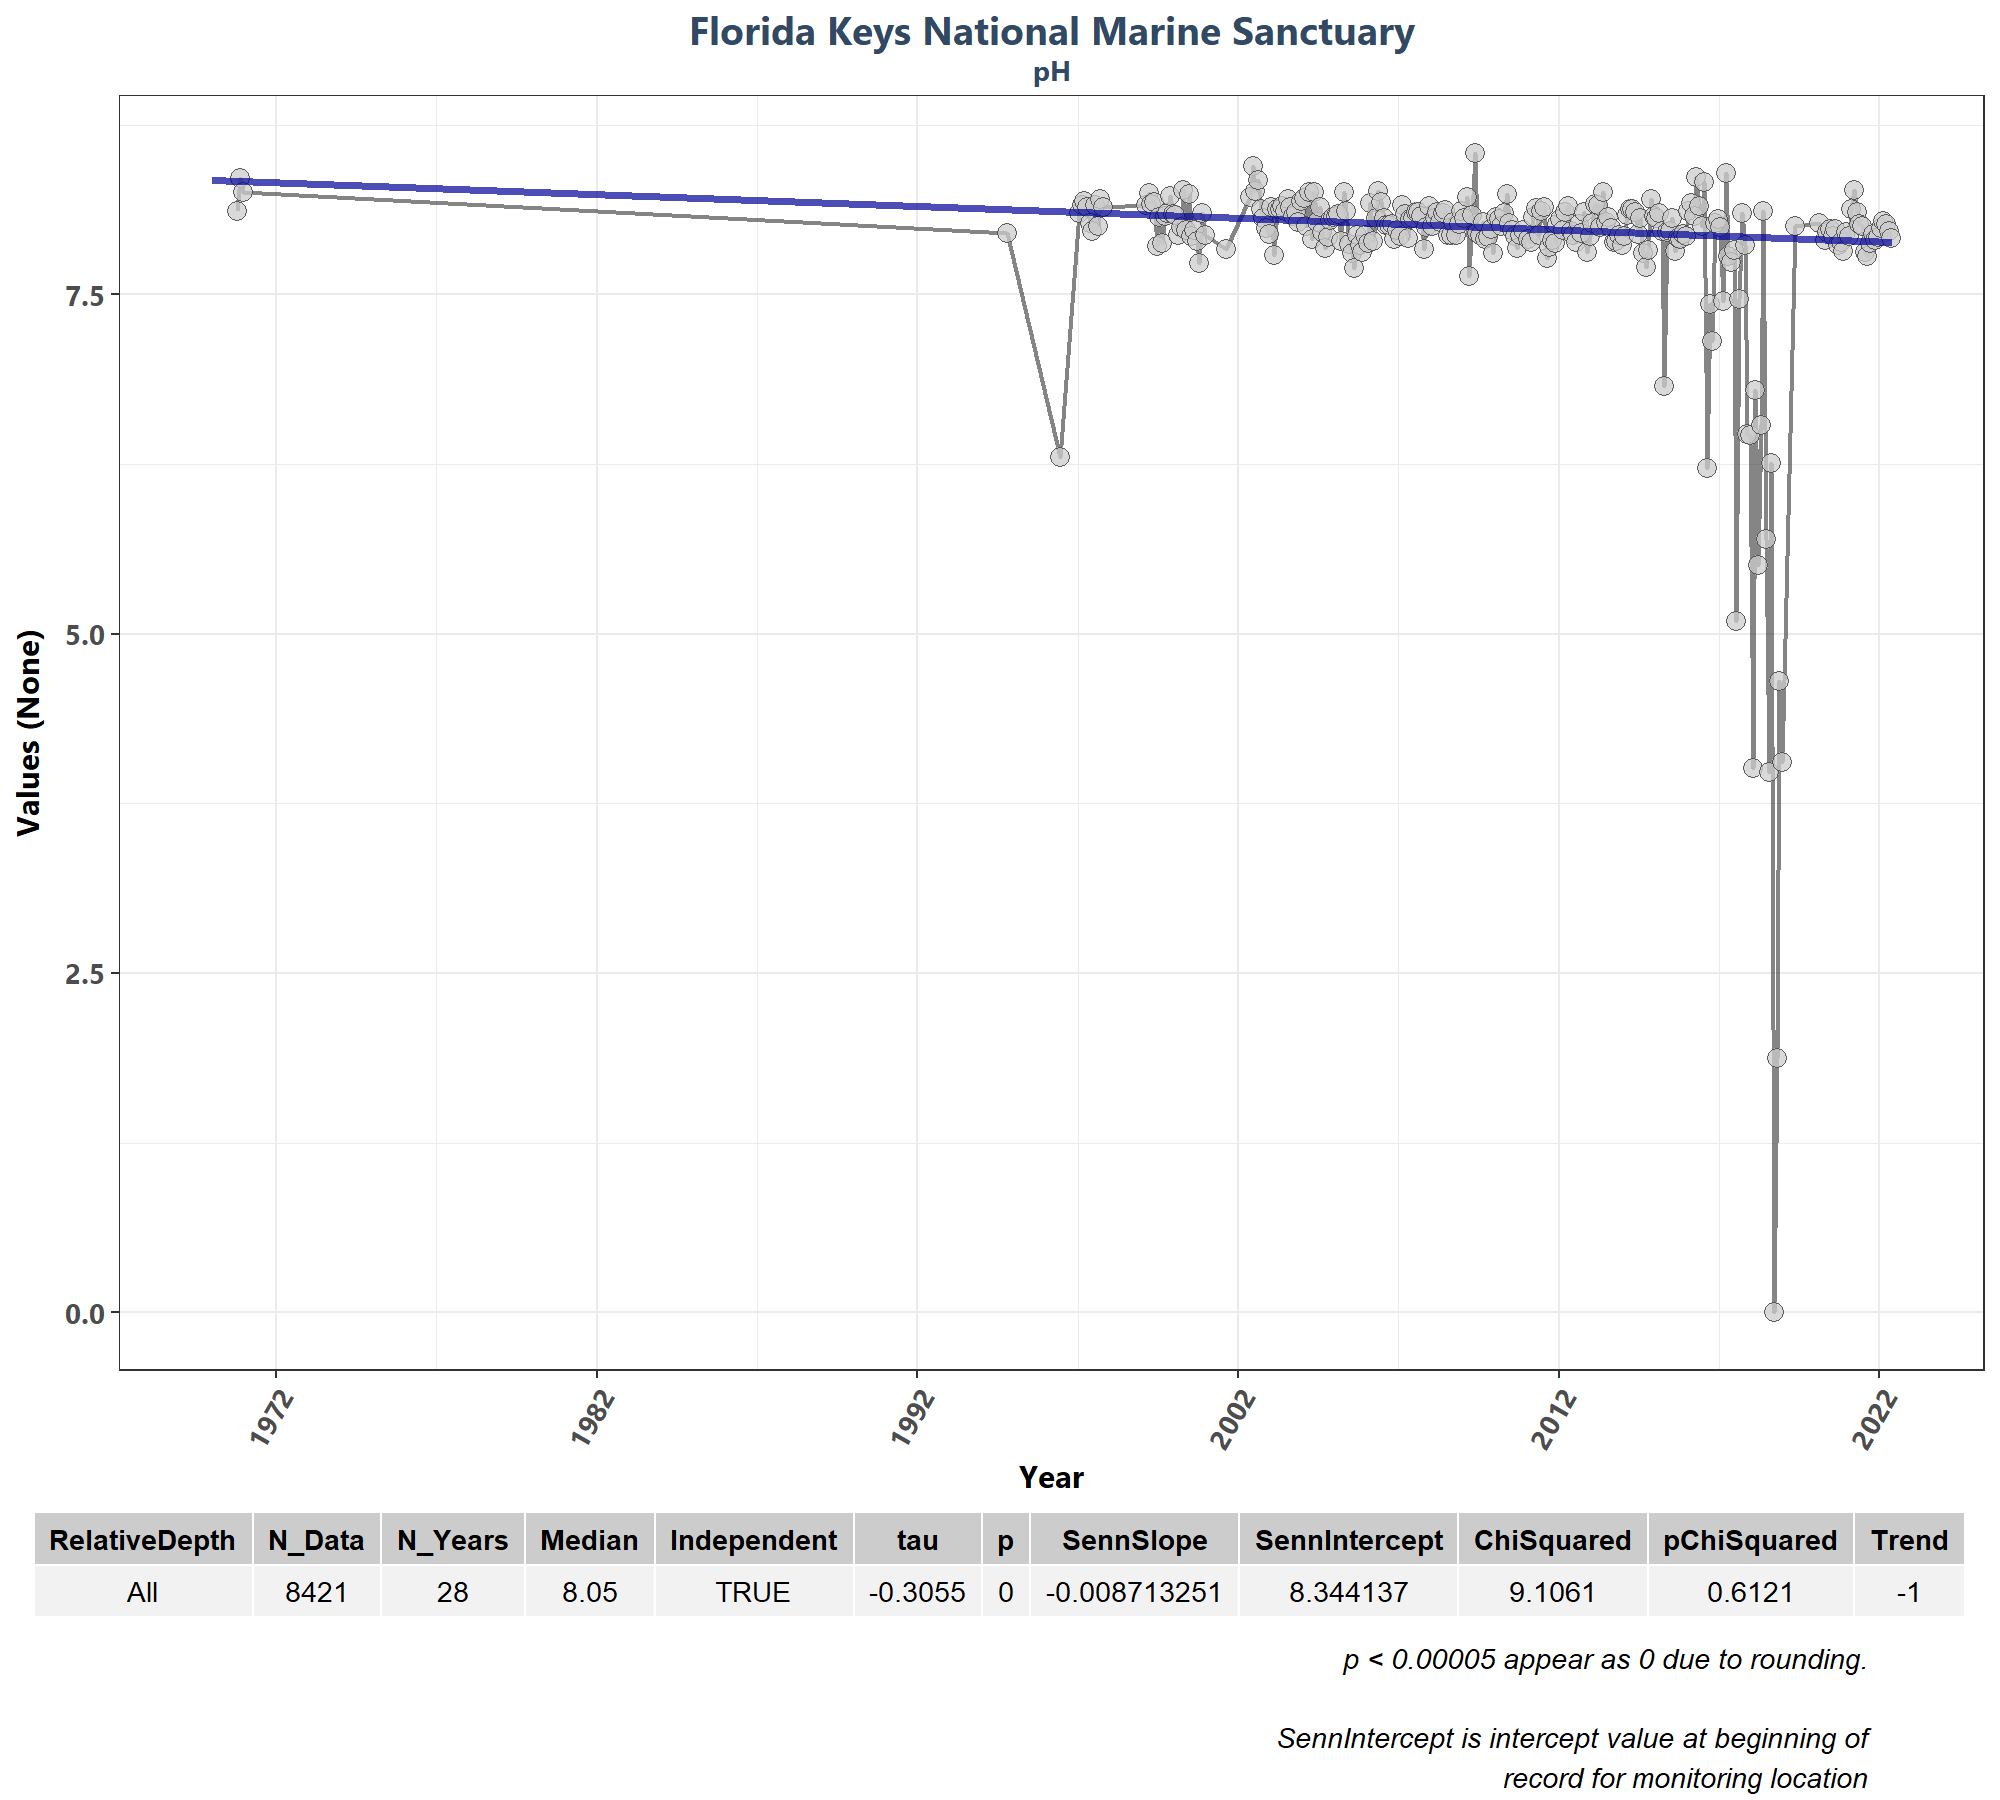 Florida Keys National Marine Sanctuary
pH
Values (None)
7.5
5.0
2.5
0.0
1972
1982
1992
2002
2012
2022
Year
RelativeDepth N_Data N_Years Median Independent tau p SennSlope SennIntercept ChiSquared pChiSquared Trend
All 8421 28 8.05 TRUE -0.3055 0 -0.008713251 8.344137 9.1061 0.6121 -1
p < 0.00005 appear as 0 due to rounding.
SennIntercept is intercept value at beginning of
record for monitoring location